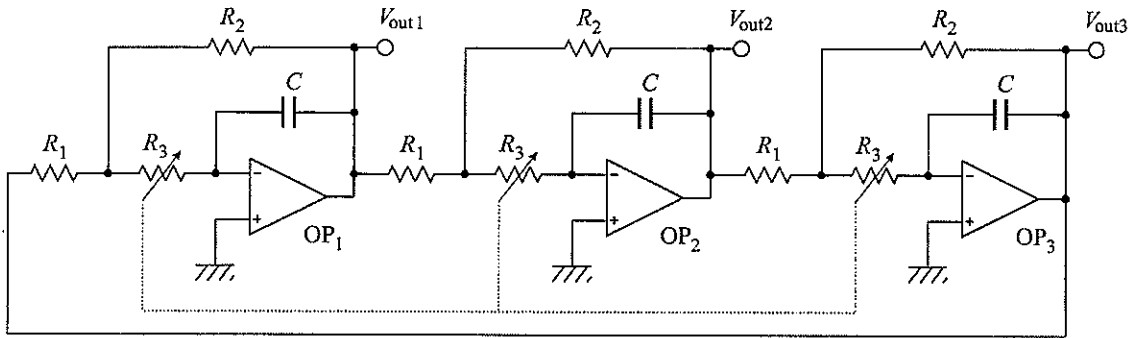 R2
Vout1
R2
Vout2
R2
Vout3
C
C
C
R1
R3
R1
R3
R1
R3
−
−
−
+
+
+
OP1
OP2
OP3